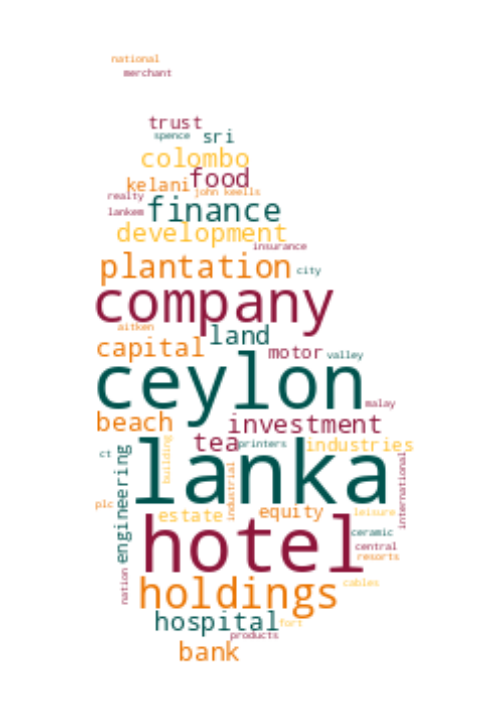 national
merchant
trust
spence sri
colombo
kelani food
realty john keells
lankem finance
development
insurance
plantation city
company
aitken land
capital motor valley
ceylon
malay
beach investment
tea printers industries
ct engineering building lanka
industrial international
plc estate equity leisure
hotel ceramic
central
resorts
nation holdings cables
hospital fort
products
bank